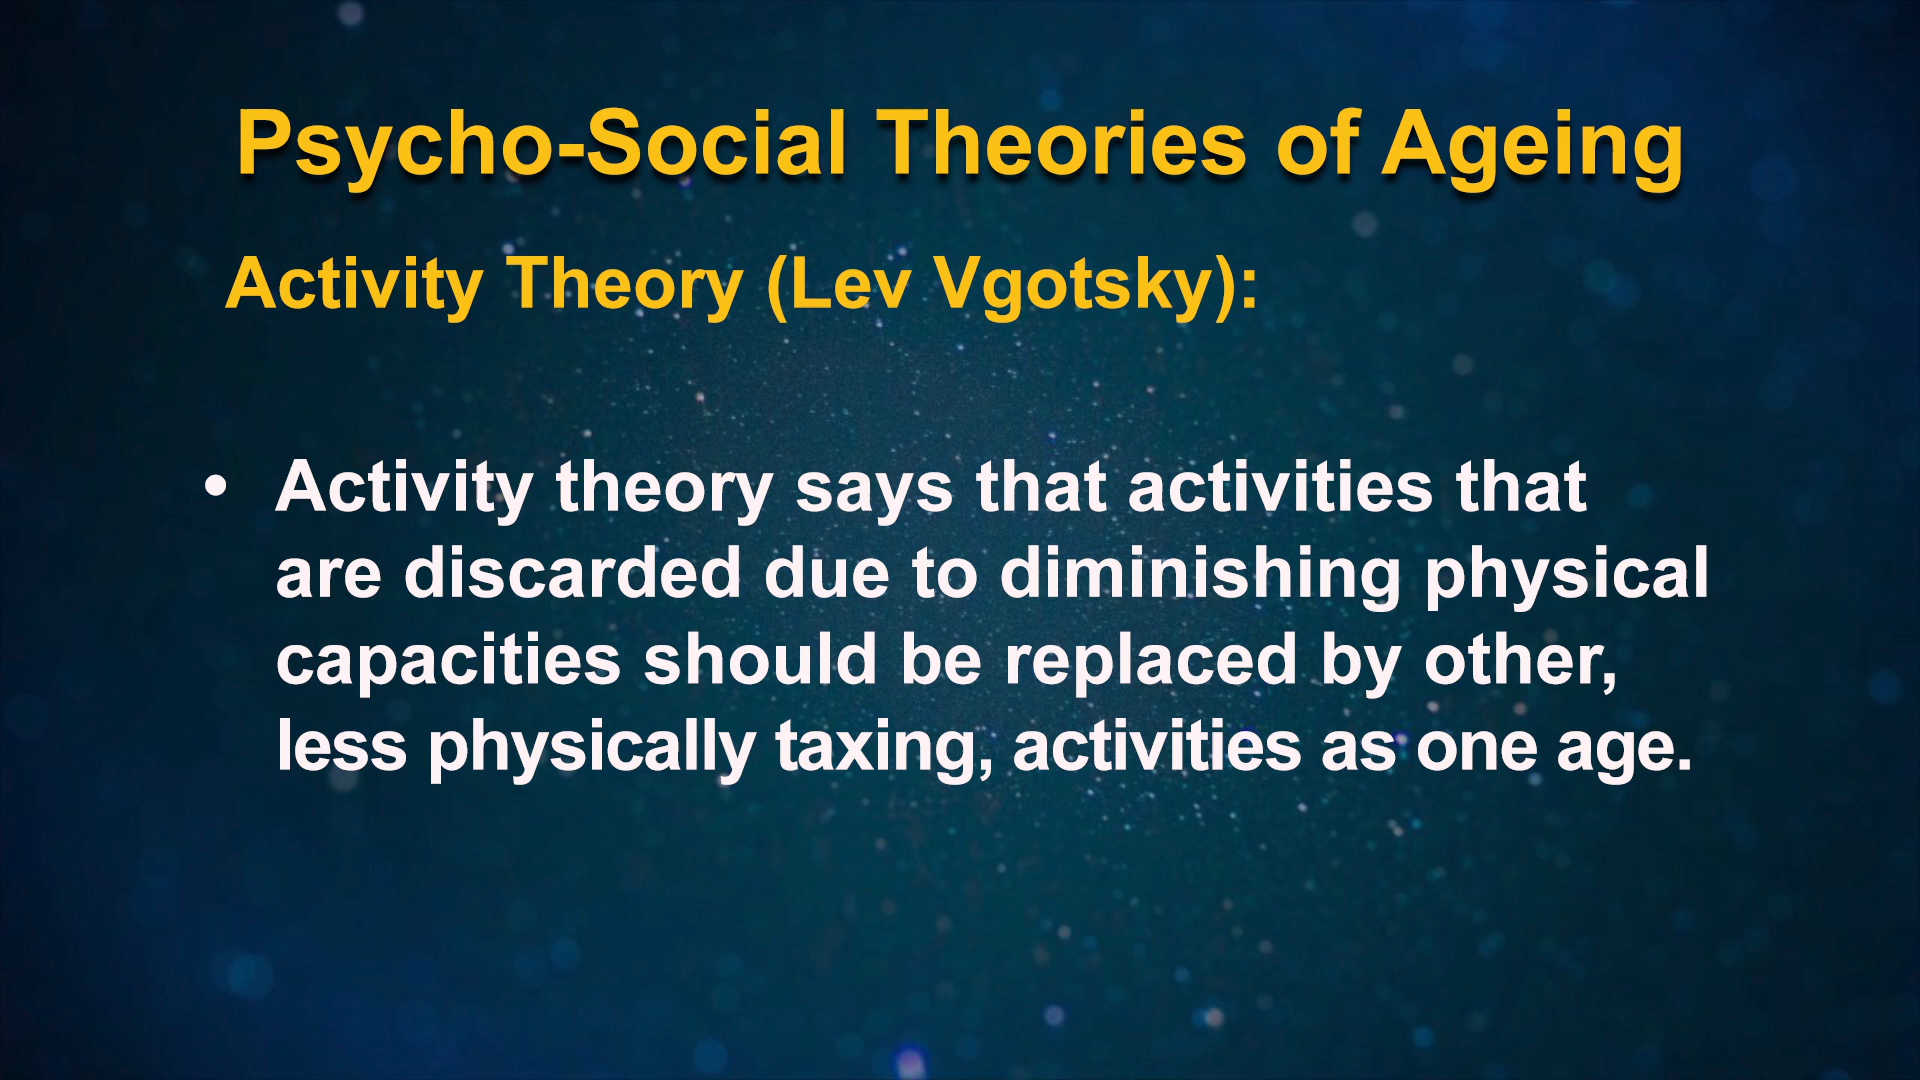 Psycho-Social Theories of Ageing
Activity Theory (Lev Vgotsky):
• Activity theory says that activities that
are discarded due to diminishing physical
capacities should be replaced by other,
less physically taxing, activities as one age.